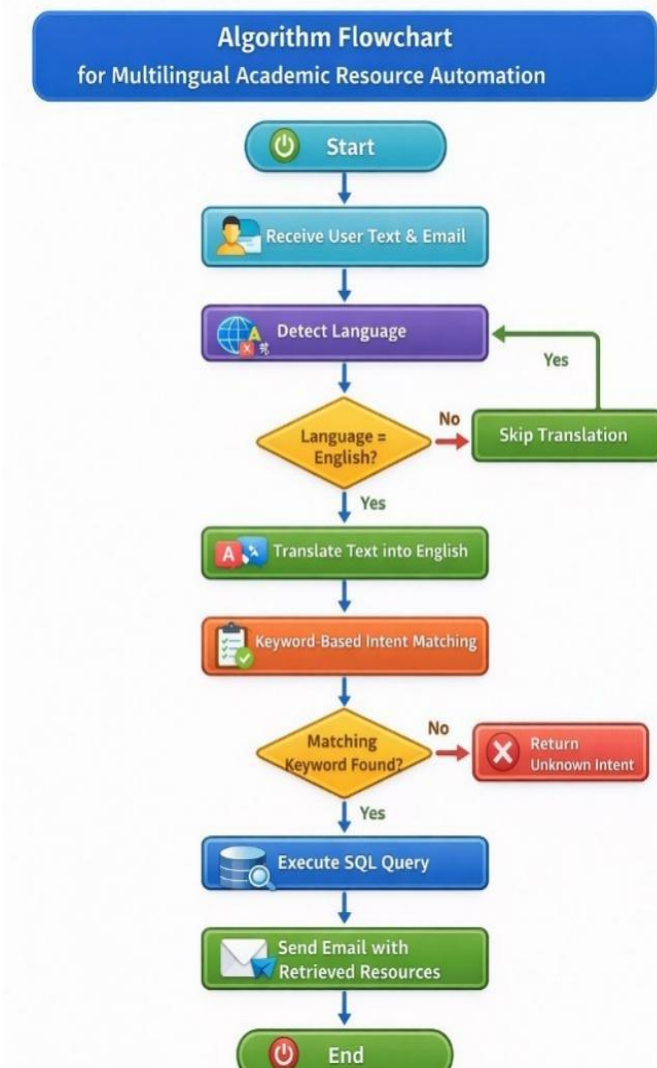 Algorithm Flowchart
for Multilingual Academic Resource Automation
Start
Receive User Text & Email
Detect Language
Yes
Language =
English?
No
Skip Translation
Yes
A
Translate Text into English
Keyword-Based Intent Matching
Matching
Keyword Found?
No
Return
Unknown Intent
Yes
Execute SQL Query
Send Email with
Retrieved Resources
End